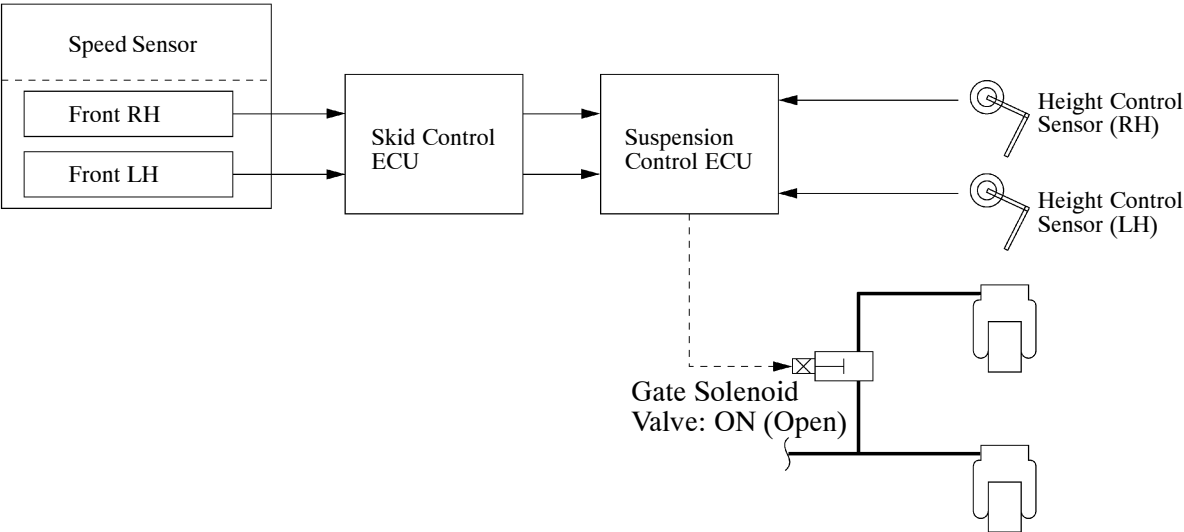 Speed Sensor
Front RH
Front LH
Skid Control
ECU
Suspension
Control ECU
Height Control
Sensor (RH)
Height Control
Sensor (LH)
Gate Solenoid
Valve: ON (Open)